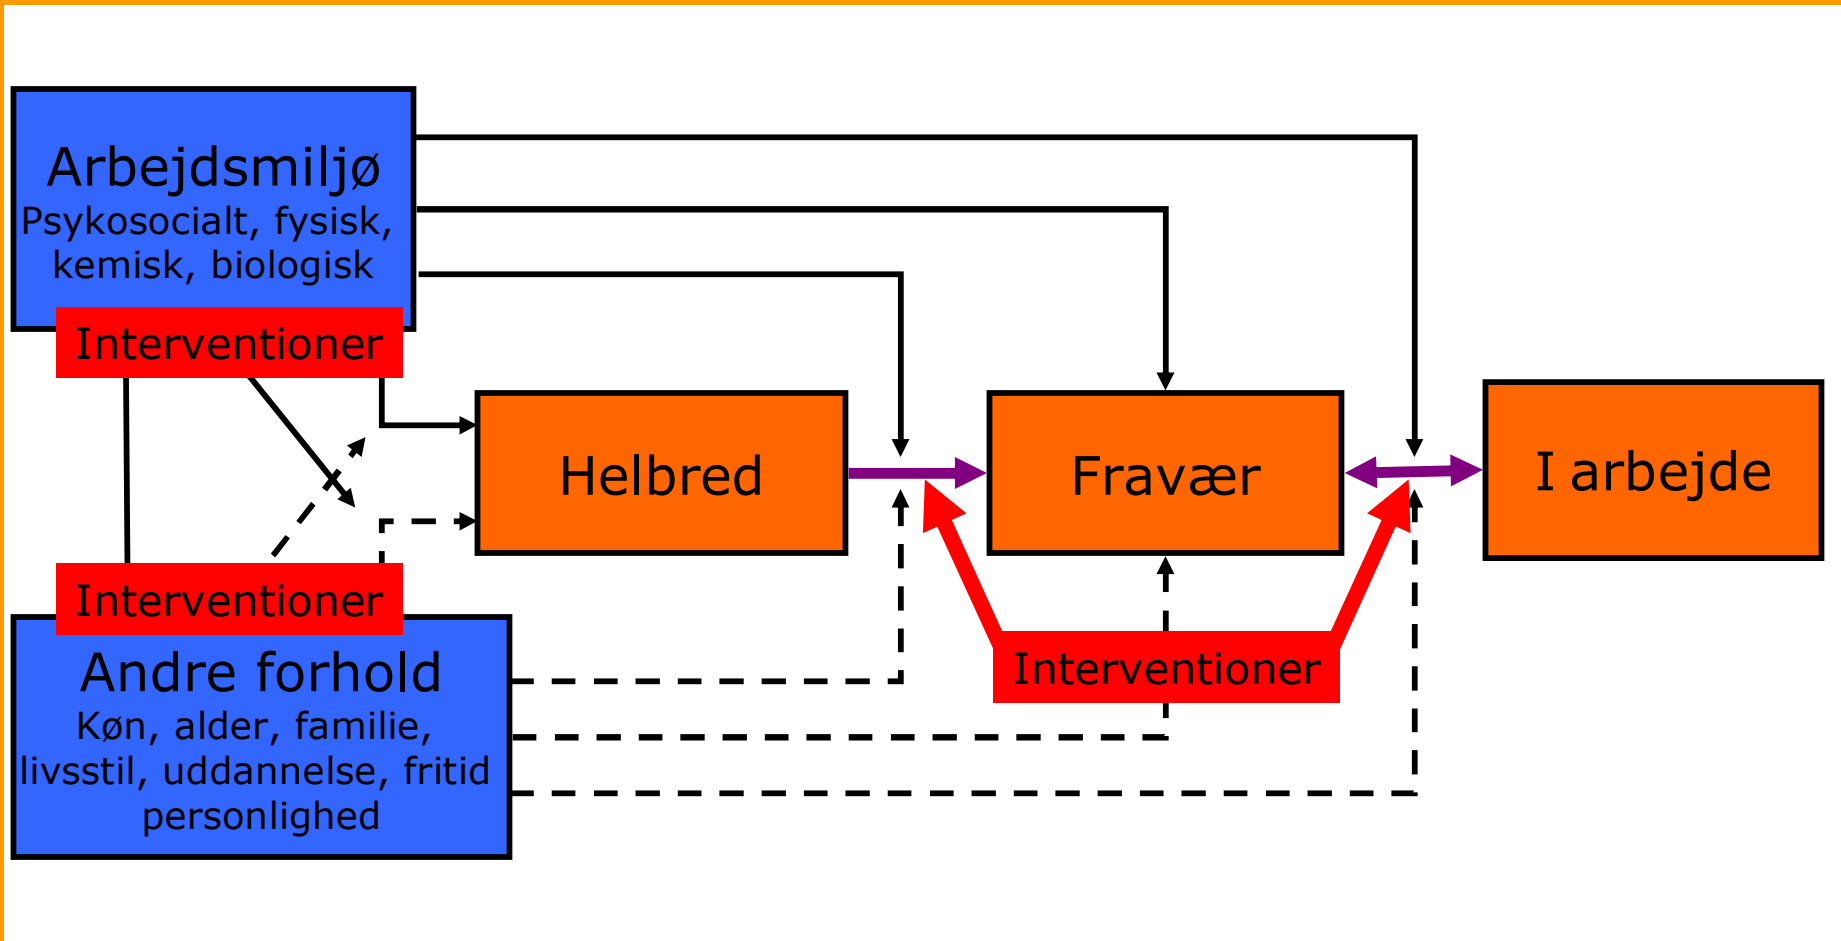 Arbejdsmiljø
Psykosocialt, fysisk,
kemisk, biologisk
Interventioner
Helbred
Fravær
I arbejde
Interventioner
Andre forhold
Køn, alder, familie,
livsstil, uddannelse, fritid
personlighed
Interventioner